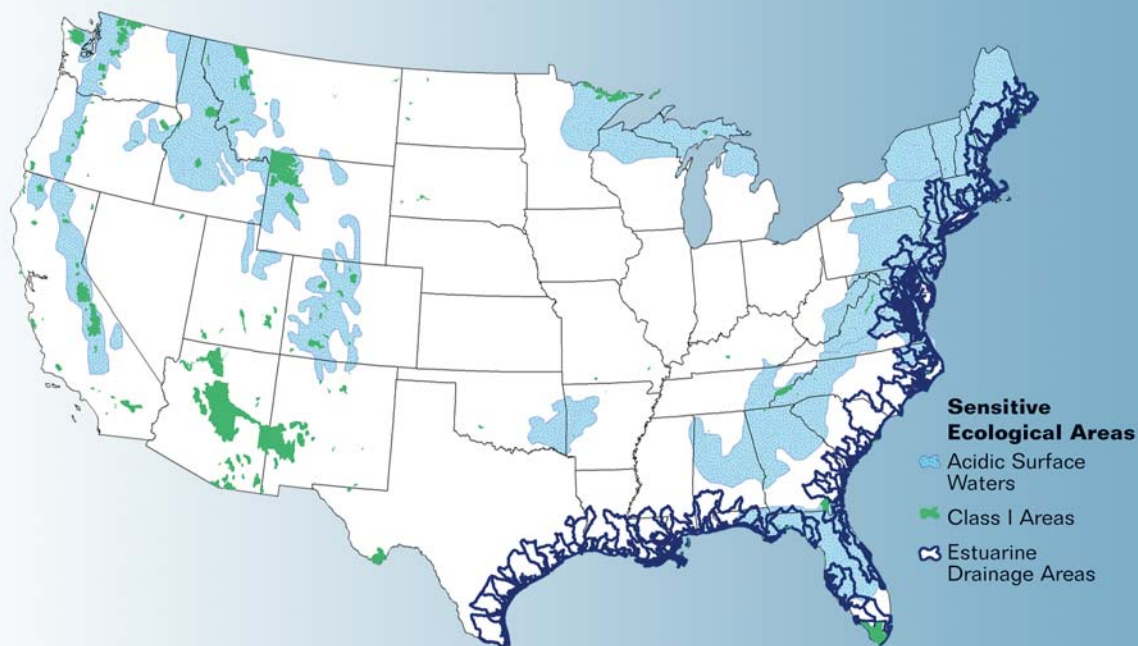 Sensitive
Ecological Areas
Acidic Surface
Waters
Class I Areas
Estuarine
Drainage Areas